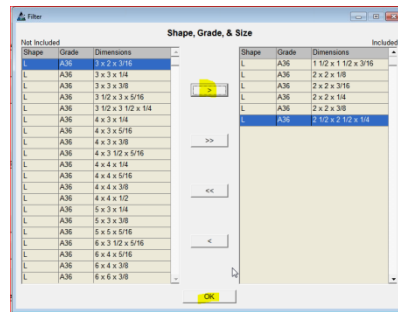 Filter
Shape, Grade, & Size
Not Included
Included
Shape Grade Dimensions
L A36 3 x 2 x 3/16
L A36 3 x 3 x 1/4
L A36 3 x 3 x 3/8
L A36 3 1/2 x 3 x 5/16
L A36 3 1/2 x 3 1/2 x 1/4
L A36 4 x 3 x 1/4
L A36 4 x 3 x 5/16
L A36 4 x 3 x 3/8
L A36 4 x 3 1/2 x 5/16
L A36 4 x 4 x 1/4
L A36 4 x 4 x 5/16
L A36 4 x 4 x 3/8
L A36 4 x 4 x 1/2
L A36 5 x 3 x 1/4
L A36 5 x 3 x 3/8
L A36 5 x 5 x 5/16
L A36 6 x 3 1/2 x 5/16
L A36 6 x 4 x 5/16
L A36 6 x 4 x 3/8
L A36 6 x 6 x 3/8
>
>>
<<
<
Shape Grade Dimensions
L A36 1 1/2 x 1 1/2 x 3/16
L A36 2 x 2 x 1/8
L A36 2 x 2 x 3/16
L A36 2 x 2 x 1/4
L A36 2 x 2 x 3/8
L A36 2 1/2 x 2 1/2 x 1/4
OK